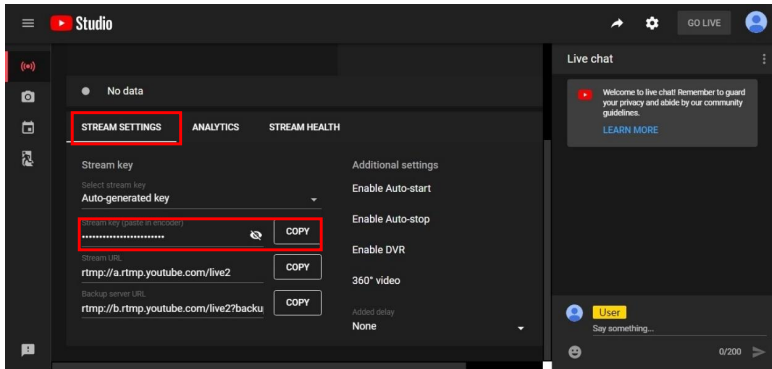 Studio
GO LIVE
No data
STREAM SETTINGS
ANALYTICS
STREAM HEALTH
Stream key
Select stream key
Auto-generated key
Stream key (paste in encoder)
••••••••••••••••••••••••
COPY
Stream URL
rtmp://a.rtmp.youtube.com/live2
COPY
Backup server URL
rtmp://b.rtmp.youtube.com/live2?backu
COPY
Additional settings
Enable Auto-start
Enable Auto-stop
Enable DVR
360° video
Added delay
None
Live chat
Welcome to live chat! Remember to guard
your privacy and abide by our community
guidelines.
LEARN MORE
User
Say something...
0/200